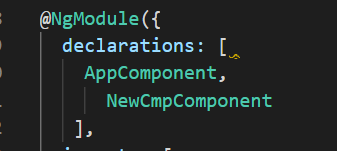 @NgModule({
declarations: [
AppComponent,
NewCmpComponent
],